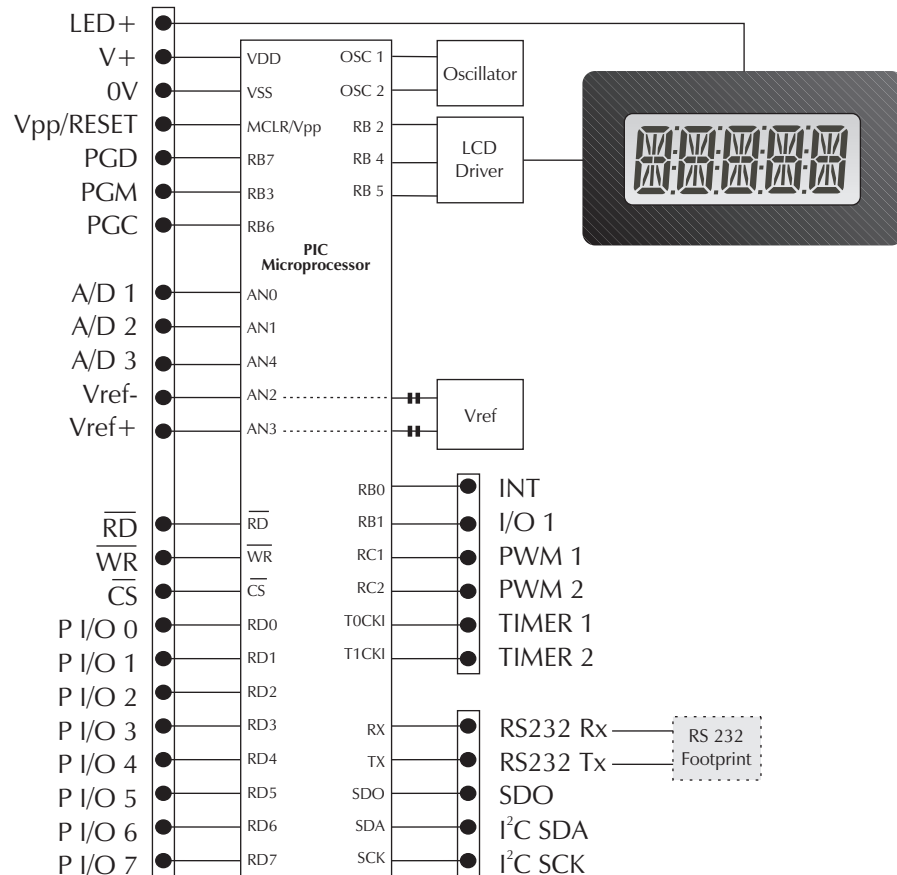 LED+
V+
0V
Vpp/RESET
PGD
PGM
PGC
A/D 1
A/D 2
A/D 3
Vref-
Vref+
RD
WR
CS
P I/O 0
P I/O 1
P I/O 2
P I/O 3
P I/O 4
P I/O 5
P I/O 6
P I/O 7
VDD
VSS
MCLR/Vpp
RB7
RB3
RB6
PIC
Microprocessor
AN0
AN1
AN4
AN2
AN3
RD
WR
CS
RD0
RD1
RD2
RD3
RD4
RD5
RD6
RD7
OSC 1
OSC 2
RB 2
RB 4
RB 5
RB0
RB1
RC1
RC2
T0CKI
T1CKI
RX
TX
SDO
SDA
SCK
Oscillator
LCD
Driver
Vref
INT
I/O 1
PWM 1
PWM 2
TIMER 1
TIMER 2
RS232 Rx
RS232 Tx
SDO
I²C SDA
I²C SCK
RS 232
Footprint